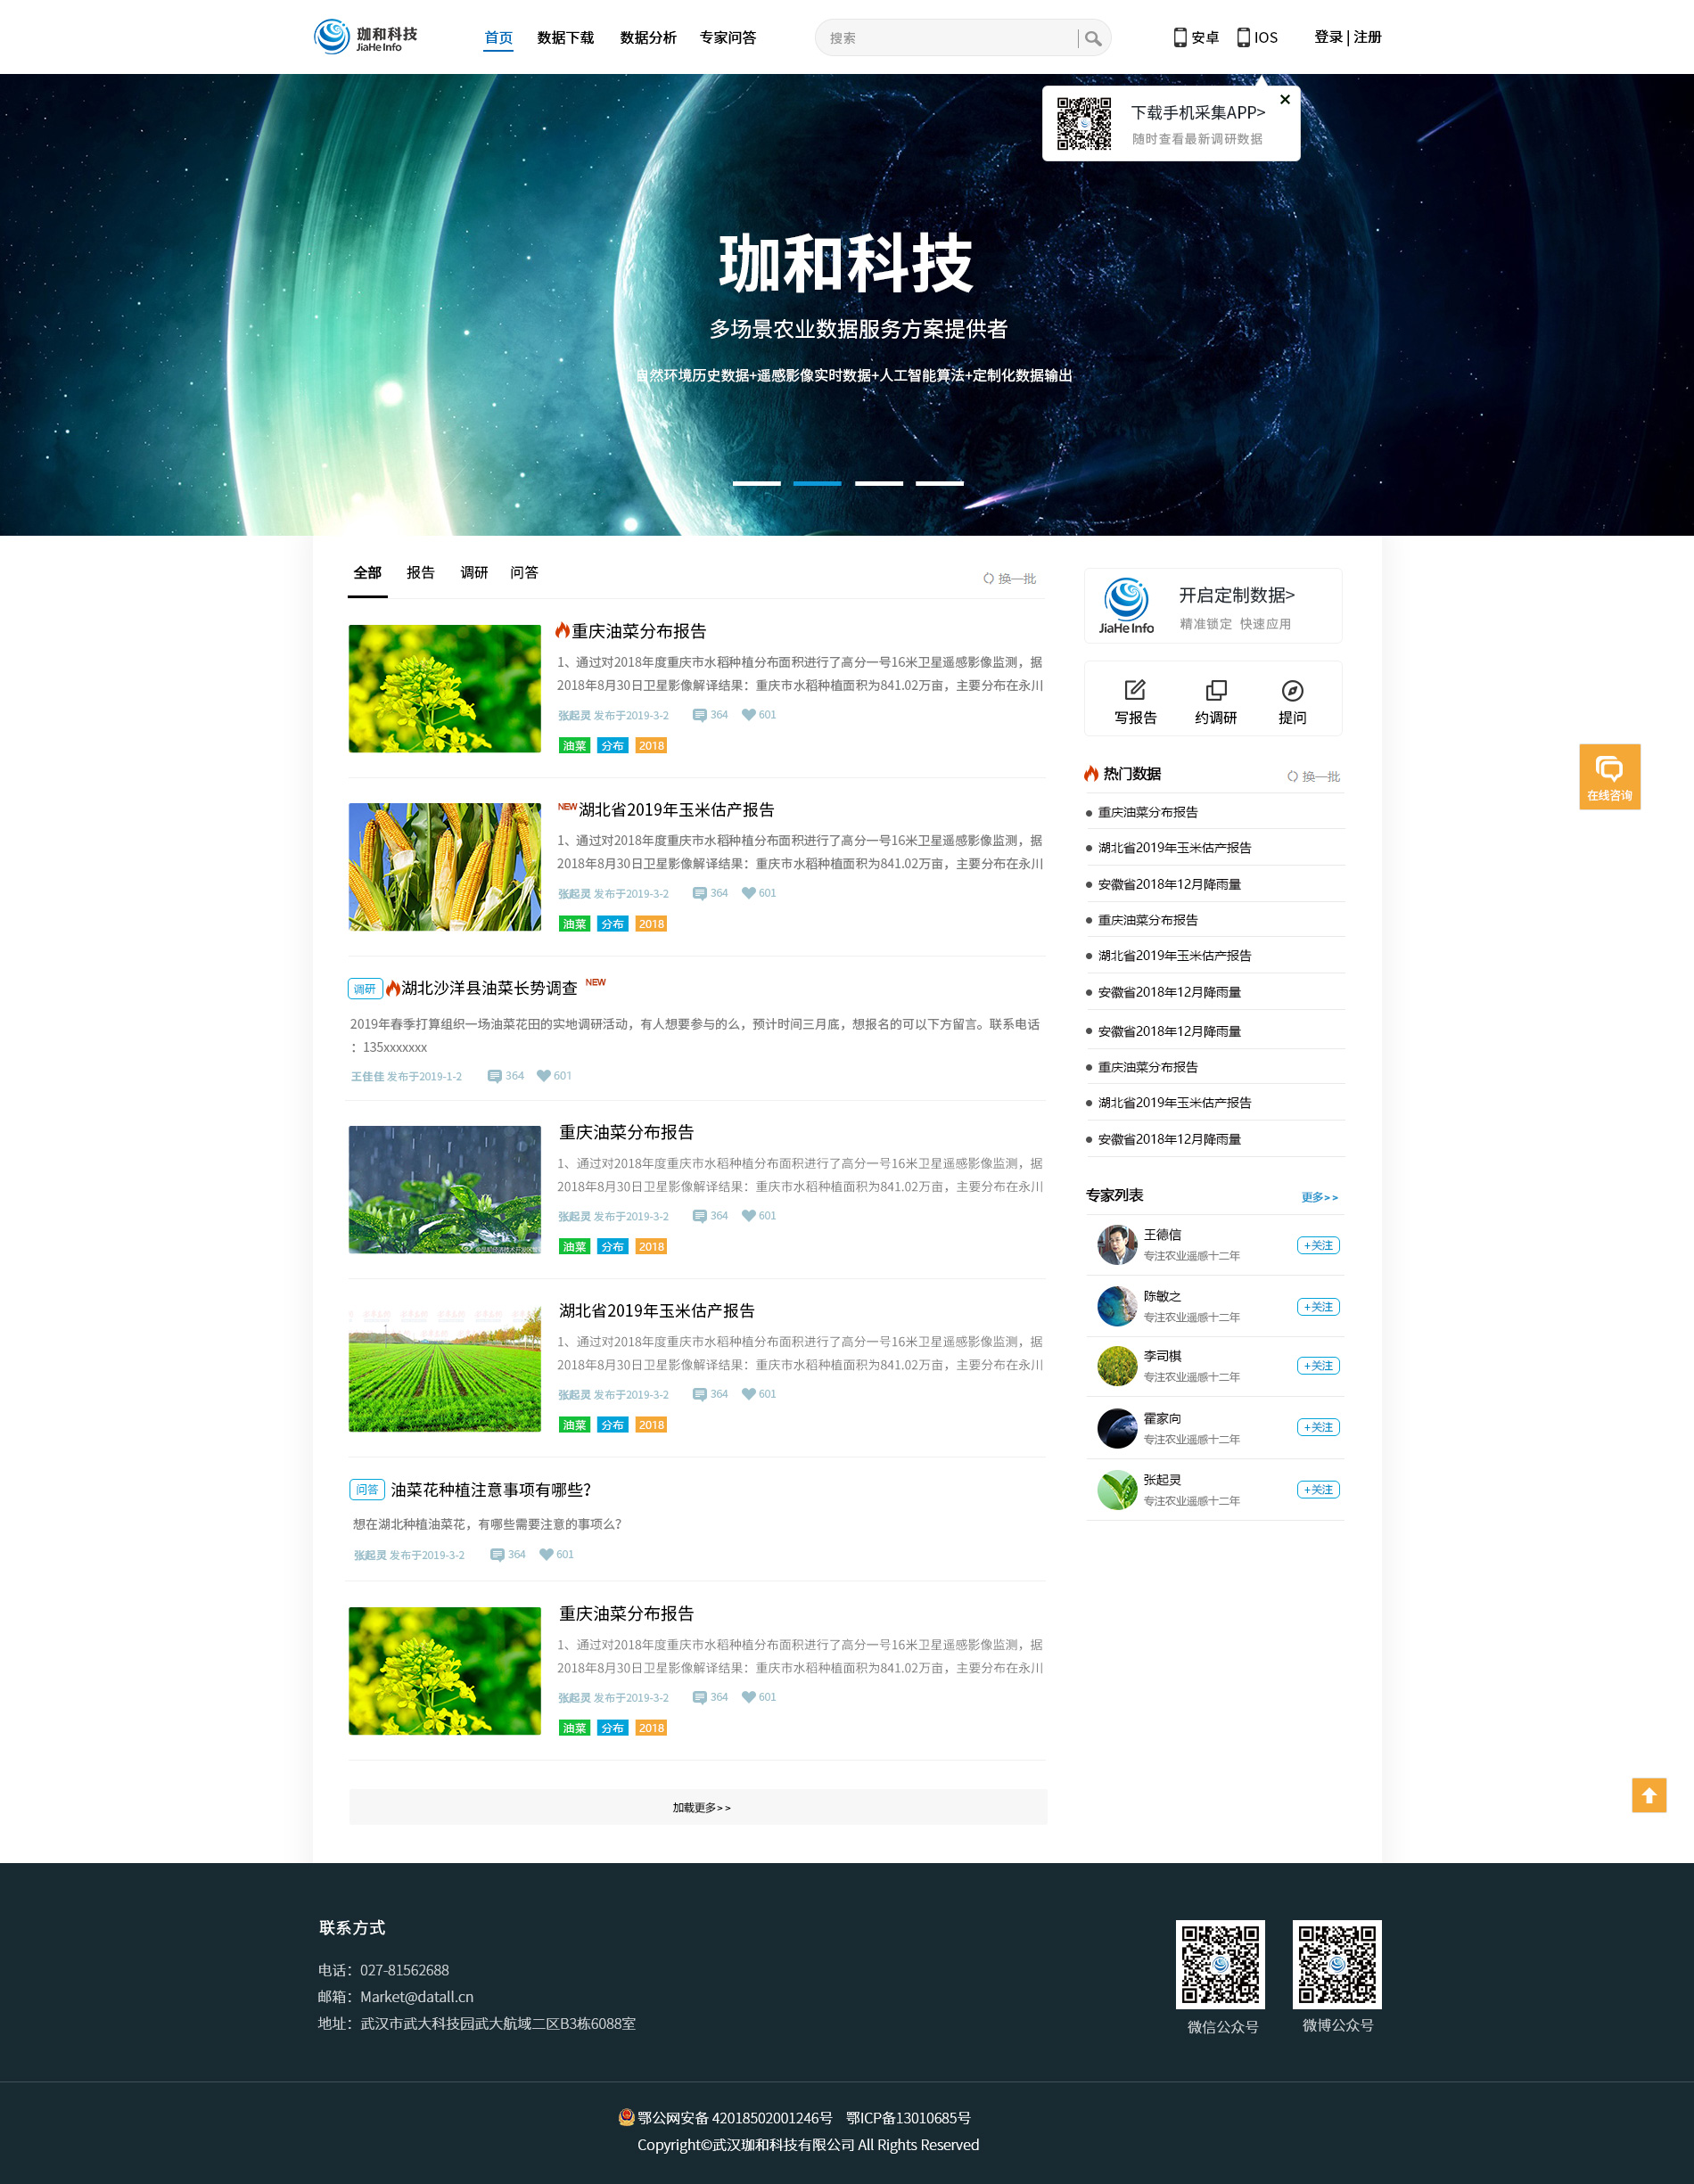 珈和科技
JiaHe Info
首页 数据下载 数据分析 专家问答
搜索
安卓 IOS 登录 | 注册
下载手机采集APP>
随时查看最新调研数据
珈和科技
多场景农业数据服务方案提供者
自然环境历史数据+遥感影像实时数据+人工智能算法+定制化数据输出
全部 报告 调研 问答
换一批
重庆油菜分布报告
1、通过对2018年度重庆市水稻种植分布面积进行了高分一号16米卫星遥感影像监测，据
2018年8月30日卫星影像解译结果：重庆市水稻种植面积为841.02万亩，主要分布在永川
张起灵 发布于2019-3-2 364 601
油菜 分布 2018
NEW 湖北省2019年玉米估产报告
1、通过对2018年度重庆市水稻种植分布面积进行了高分一号16米卫星遥感影像监测，据
2018年8月30日卫星影像解译结果：重庆市水稻种植面积为841.02万亩，主要分布在永川
张起灵 发布于2019-3-2 364 601
油菜 分布 2018
调研 湖北沙洋县油菜长势调查 NEW
2019年春季打算组织一场油菜花田的实地调研活动，有人想要参与的么，预计时间三月底，想报名的可以下方留言。联系电话
：135xxxxxxx
王佳佳 发布于2019-1-2 364 601
重庆油菜分布报告
1、通过对2018年度重庆市水稻种植分布面积进行了高分一号16米卫星遥感影像监测，据
2018年8月30日卫星影像解译结果：重庆市水稻种植面积为841.02万亩，主要分布在永川
张起灵 发布于2019-3-2 364 601
油菜 分布 2018
湖北省2019年玉米估产报告
1、通过对2018年度重庆市水稻种植分布面积进行了高分一号16米卫星遥感影像监测，据
2018年8月30日卫星影像解译结果：重庆市水稻种植面积为841.02万亩，主要分布在永川
张起灵 发布于2019-3-2 364 601
油菜 分布 2018
问答 油菜花种植注意事项有哪些？
想在湖北种植油菜花，有哪些需要注意的事项么？
张起灵 发布于2019-3-2 364 601
重庆油菜分布报告
1、通过对2018年度重庆市水稻种植分布面积进行了高分一号16米卫星遥感影像监测，据
2018年8月30日卫星影像解译结果：重庆市水稻种植面积为841.02万亩，主要分布在永川
张起灵 发布于2019-3-2 364 601
油菜 分布 2018
加载更多>>
JiaHe Info
开启定制数据>
精准锁定 快速应用
写报告 约调研 提问
热门数据 换一批
重庆油菜分布报告
湖北省2019年玉米估产报告
安徽省2018年12月降雨量
重庆油菜分布报告
湖北省2019年玉米估产报告
安徽省2018年12月降雨量
安徽省2018年12月降雨量
重庆油菜分布报告
湖北省2019年玉米估产报告
安徽省2018年12月降雨量
专家列表 更多>>
王德信
专注农业遥感十二年
+关注
陈敏之
专注农业遥感十二年
+关注
李司棋
专注农业遥感十二年
+关注
霍家向
专注农业遥感十二年
+关注
张起灵
专注农业遥感十二年
+关注
在线咨询
联系方式
电话：027-81562688
邮箱：Market@datall.cn
地址：武汉市武大科技园武大航域二区B3栋6088室
微信公众号 微博公众号
鄂公网安备 42018502001246号 鄂ICP备13010685号
Copyright©武汉珈和科技有限公司 All Rights Reserved